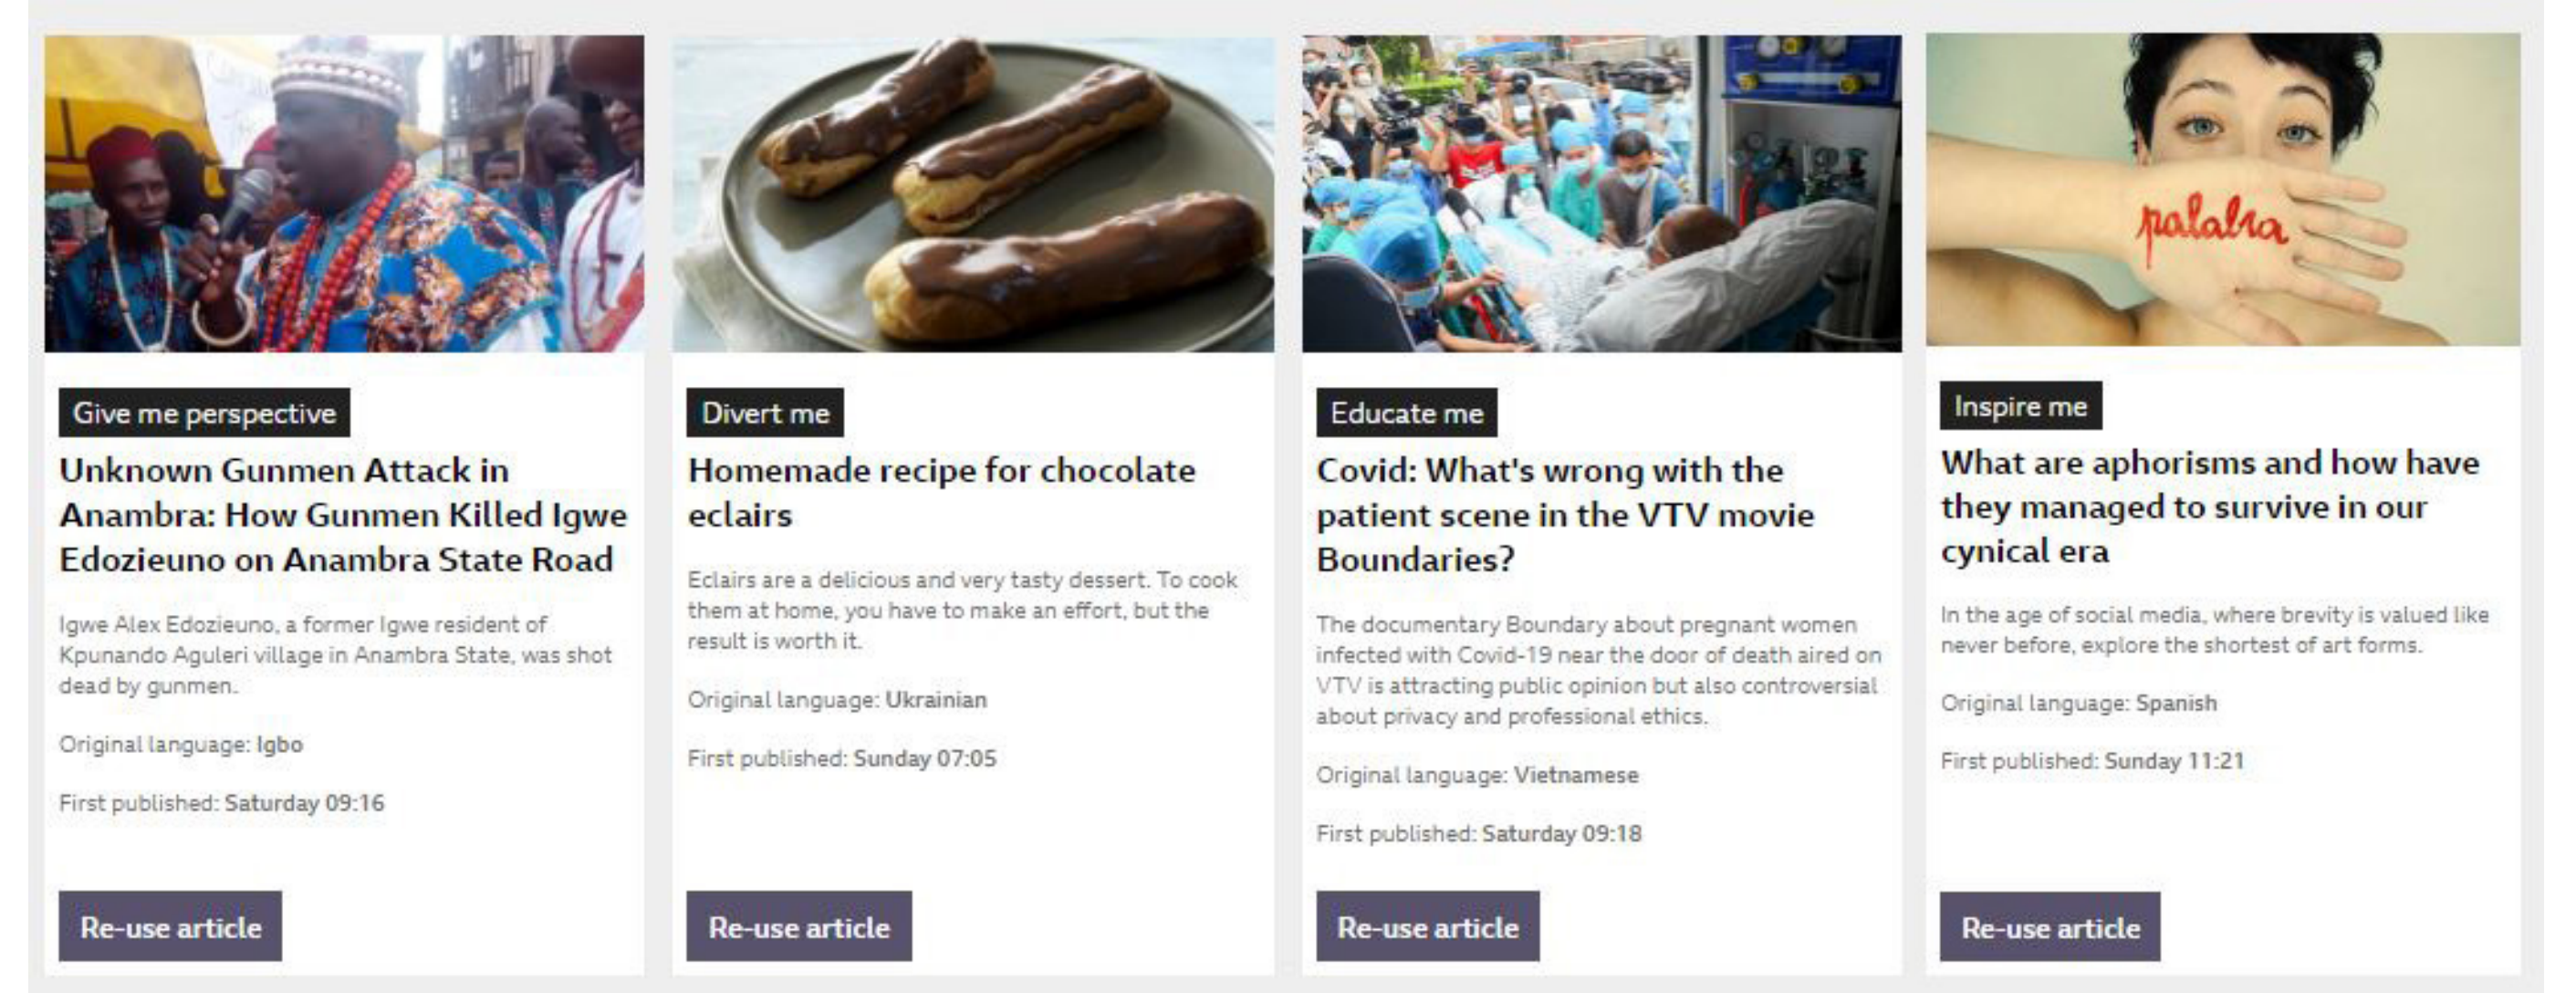 Give me perspective
Unknown Gunmen Attack in
Anambra: How Gunmen Killed Igwe
Edozieuno on Anambra State Road
Igwe Alex Edozieuno, a former Igwe resident of
Kpunando Aguleri village in Anambra State, was shot
dead by gunmen.
Original language: Igbo
First published: Saturday 09:16
Re-use article
Divert me
Homemade recipe for chocolate
eclairs
Eclairs are a delicious and very tasty dessert. To cook
them at home, you have to make an effort, but the
result is worth it.
Original language: Ukrainian
First published: Sunday 07:05
Re-use article
Educate me
Covid: What's wrong with the
patient scene in the VTV movie
Boundaries?
The documentary Boundary about pregnant women
infected with Covid-19 near the door of death aired on
VTV is attracting public opinion but also controversial
about privacy and professional ethics.
Original language: Vietnamese
First published: Saturday 09:18
Re-use article
palabra
Inspire me
What are aphorisms and how have
they managed to survive in our
cynical era
In the age of social media, where brevity is valued like
never before, explore the shortest of art forms.
Original language: Spanish
First published: Sunday 11:21
Re-use article